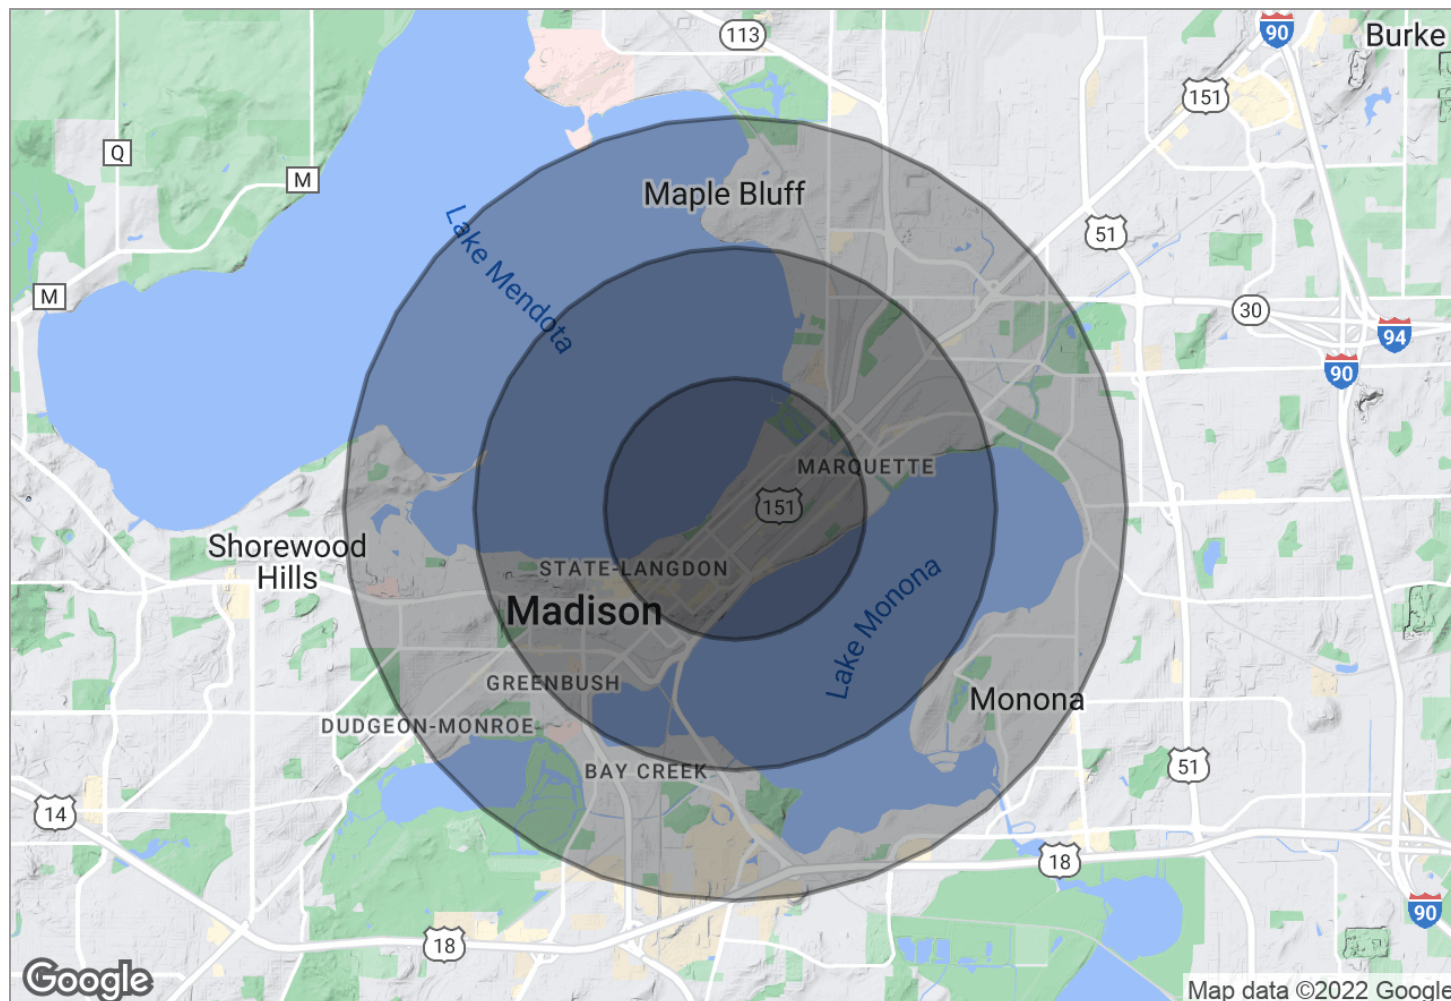 113
90
Burke
151
Q
M
Maple Bluff
Lake Mendota
51
M
30
94
90
MARQUETTE
151
Shorewood
Hills
STATE-LANGDON
Madison
Lake Monona
GREENBUSH
Monona
DUDGEON-MONROE
BAY CREEK
51
14
18
90
18
Google
Map data ©2022 Google